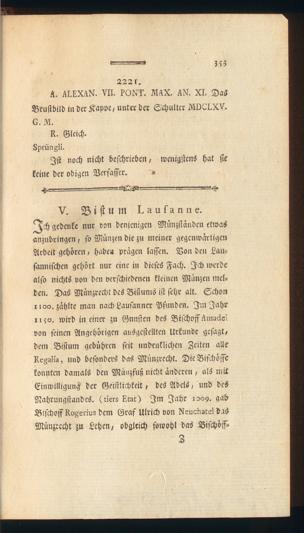 353
2221.
A. ALEXAN. VII. PONT. MAX. AN. XI. Das
Brustbild in der Kappe, unter der Schulter MDCLXV.
G. M.
R. Gleich.
Sprüngli.
Ist noch nicht beschrieben, wenigstens hat sie
keine der obigen Verfasser.
V. Bistum Lausanne.
Ich gedenke nur von denjenigen Münzständen etwas
anzubringen, so Münzen die zu meiner gegenwärtigen
Arbeit gehören, haben prägen lassen. Von den Lau-
sannischen gehört nur eine in dieses Fach. Ich werde
also nichts von den verschiedenen kleinen Münzen mel-
den. Das Münzrecht des Bistums ist sehr alt. Schon
1100. zählte man nach Lausanner Pfunden. Im Jahr
1150. wird in einer zu Gunsten des Bischoff Amadei
von seinen Angehörigen ausgestellten Urkunde gesagt,
dem Bistum gebühren seit undenklichen Zeiten alle
Regalia, und besonders das Münzrecht. Die Bischöffe
konnten damals den Münzfuß nicht änderen, als mit
Einwilligung der Geistlichkeit, des Adels, und des
Nahrungstandes. (tiers Etat) Im Jahr 1209. gab
Bischoff Rogerius dem Graf Ulrich von Neuchatel das
Münzrecht zu Lehen, obgleich sowohl das Bischöff-
Z